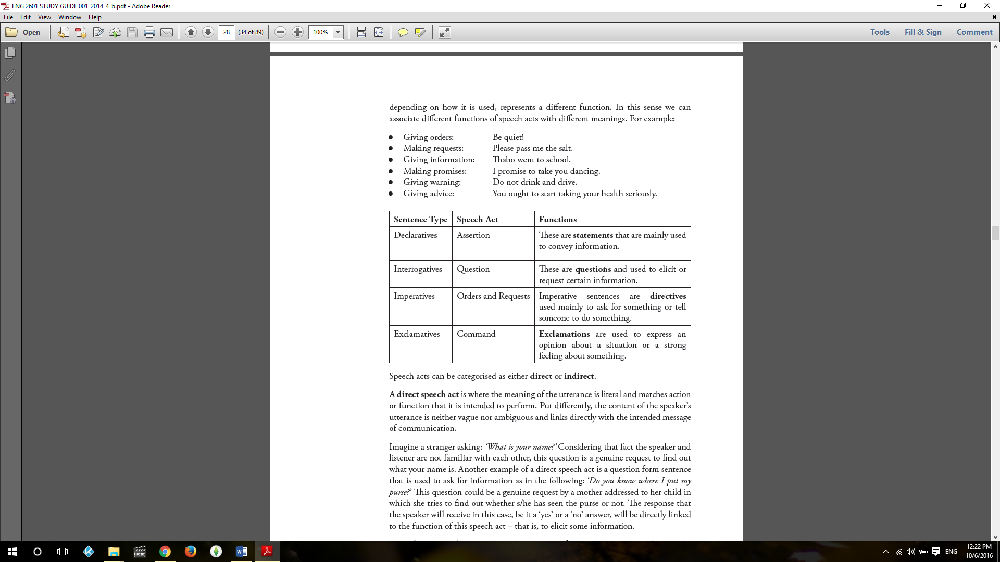 ENG 2601 STUDY GUIDE 001_2014_4_b.pdf - Adobe Reader
File Edit View Window Help
Open 28 (34 of 89) 100% Tools Fill & Sign Comment
depending on how it is used, represents a different function. In this sense we can
associate different functions of speech acts with different meanings. For example:
● Giving orders: Be quiet!
● Making requests: Please pass me the salt.
● Giving information: Thabo went to school.
● Making promises: I promise to take you dancing.
● Giving warning: Do not drink and drive.
● Giving advice: You ought to start taking your health seriously.
Sentence Type Speech Act Functions
Declaratives Assertion These are statements that are mainly used
to convey information.
Interrogatives Question These are questions and used to elicit or
request certain information.
Imperatives Orders and Requests Imperative sentences are directives
used mainly to ask for something or tell
someone to do something.
Exclamatives Command Exclamations are used to express an
opinion about a situation or a strong
feeling about something.
Speech acts can be categorised as either direct or indirect.
A direct speech act is where the meaning of the utterance is literal and matches action
or function that it is intended to perform. Put differently, the content of the speaker's
utterance is neither vague nor ambiguous and links directly with the intended message
of communication.
Imagine a stranger asking: 'What is your name?' Considering that fact the speaker and
listener are not familiar with each other, this question is a genuine request to find out
what your name is. Another example of a direct speech act is a question form sentence
that is used to ask for information as in the following: 'Do you know where I put my
purse?' This question could be a genuine request by a mother addressed to her child in
which she tries to find out whether s/he has seen the purse or not. The response that
the speaker will receive in this case, be it a 'yes' or a 'no' answer, will be directly linked
to the function of this speech act – that is, to elicit some information.
ENG
12:22 PM
10/6/2016